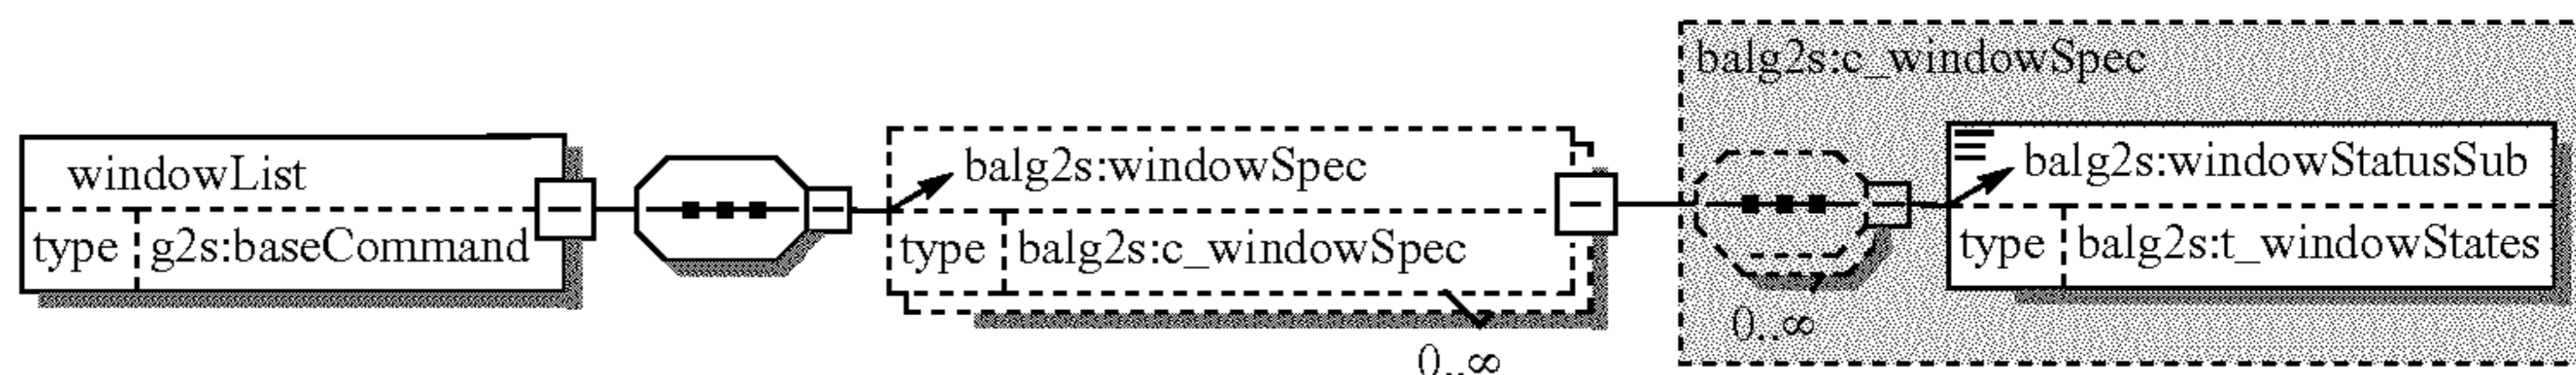 windowList
type g2s:baseCommand
balg2s:windowSpec
type balg2s:c_windowSpec
0..∞
balg2s:c_windowSpec
0..∞
balg2s:windowStatusSub
type balg2s:t_windowStates